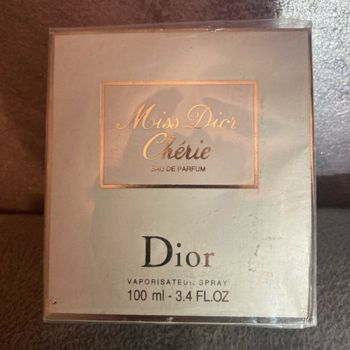 Miss Dior
Chérie
EAU DE PARFUM
Dior
VAPORISATEUR SPRAY
100 ml - 3.4 FL.OZ